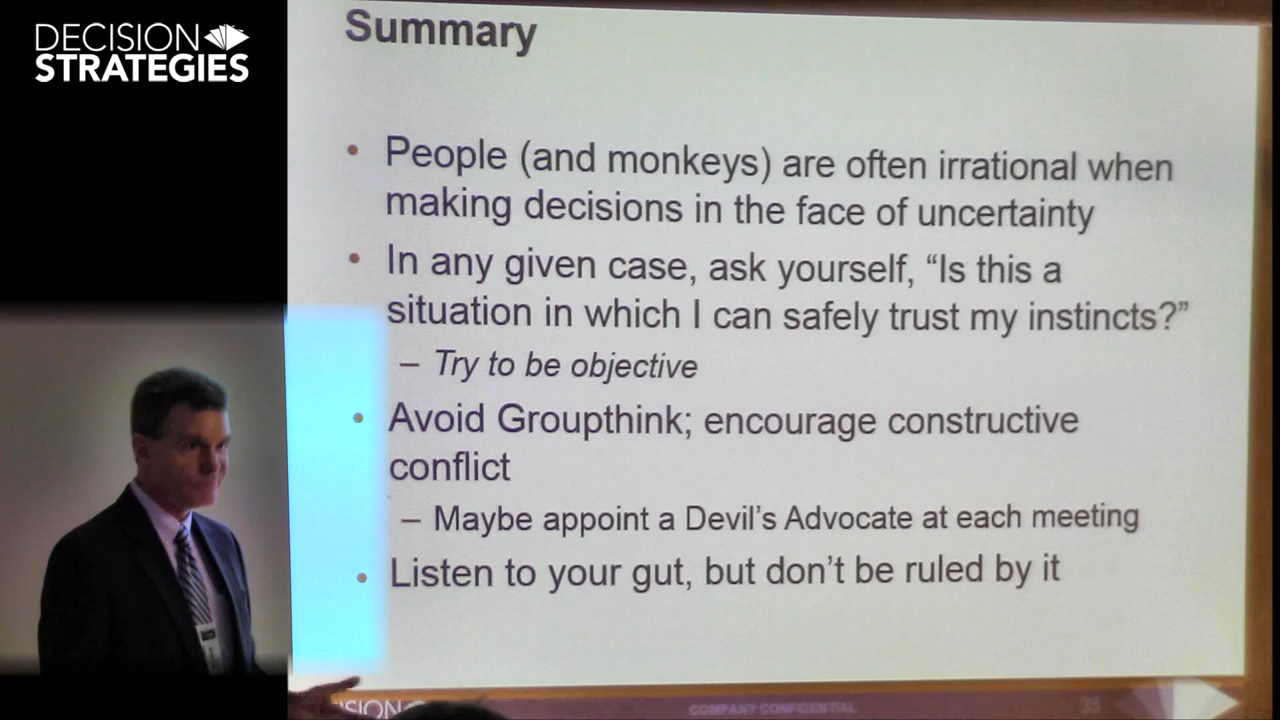 DECISION
STRATEGIES
Summary
• People (and monkeys) are often irrational when
making decisions in the face of uncertainty
• In any given case, ask yourself, “Is this a
situation in which I can safely trust my instincts?”
– Try to be objective
• Avoid Groupthink; encourage constructive
conflict
– Maybe appoint a Devil’s Advocate at each meeting
• Listen to your gut, but don’t be ruled by it
COMPANY CONFIDENTIAL